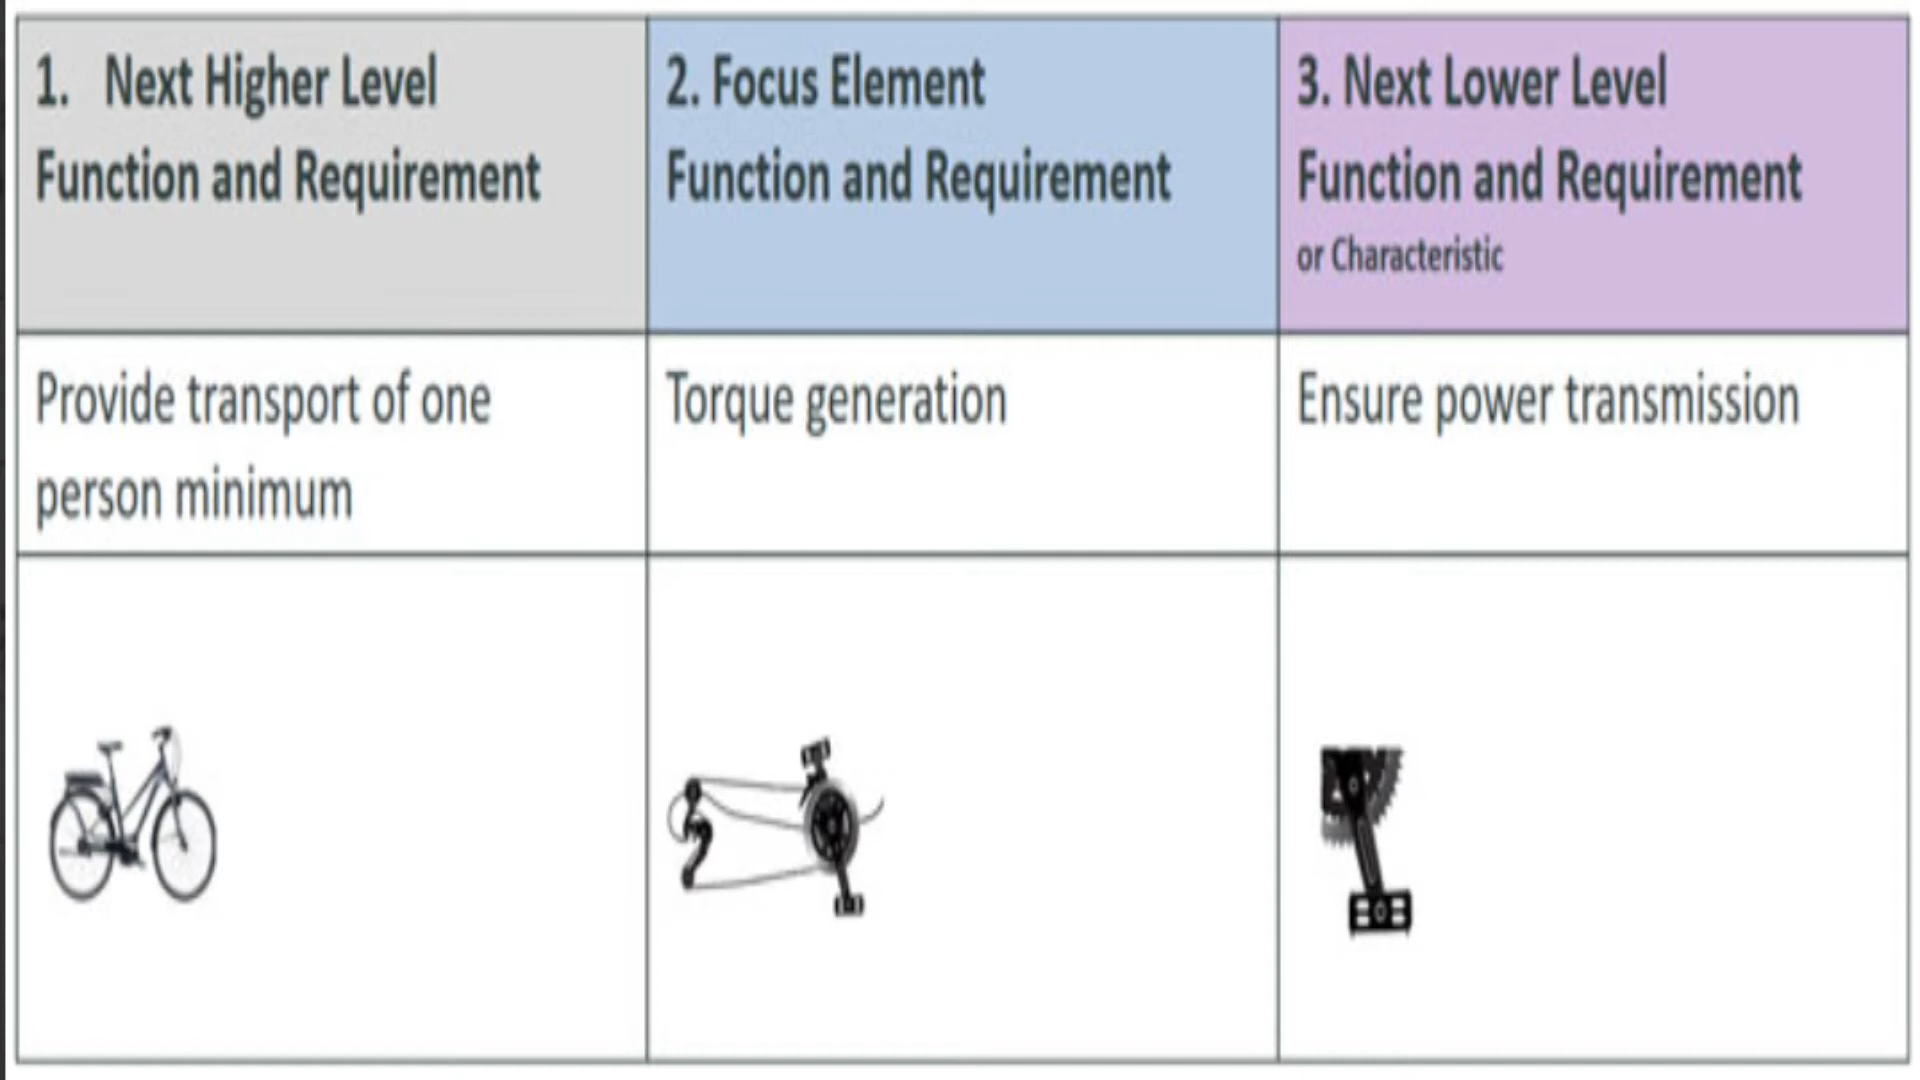 1. Next Higher Level
Function and Requirement
2. Focus Element
Function and Requirement
3. Next Lower Level
Function and Requirement
or Characteristic
Provide transport of one
person minimum
Torque generation
Ensure power transmission